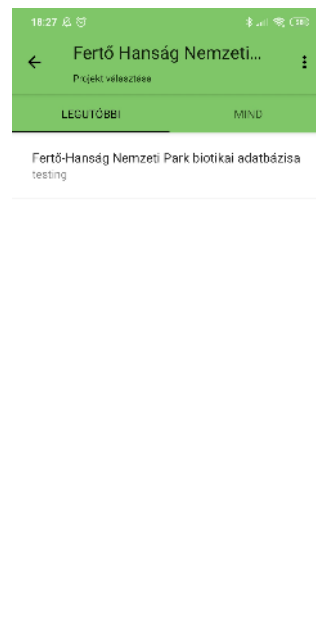 18:27
Fertő Hanság Nemzeti...
Projekt választása
LEGUTÓBBI
MIND
Fertő-Hanság Nemzeti Park biotikai adatbázisa
testing